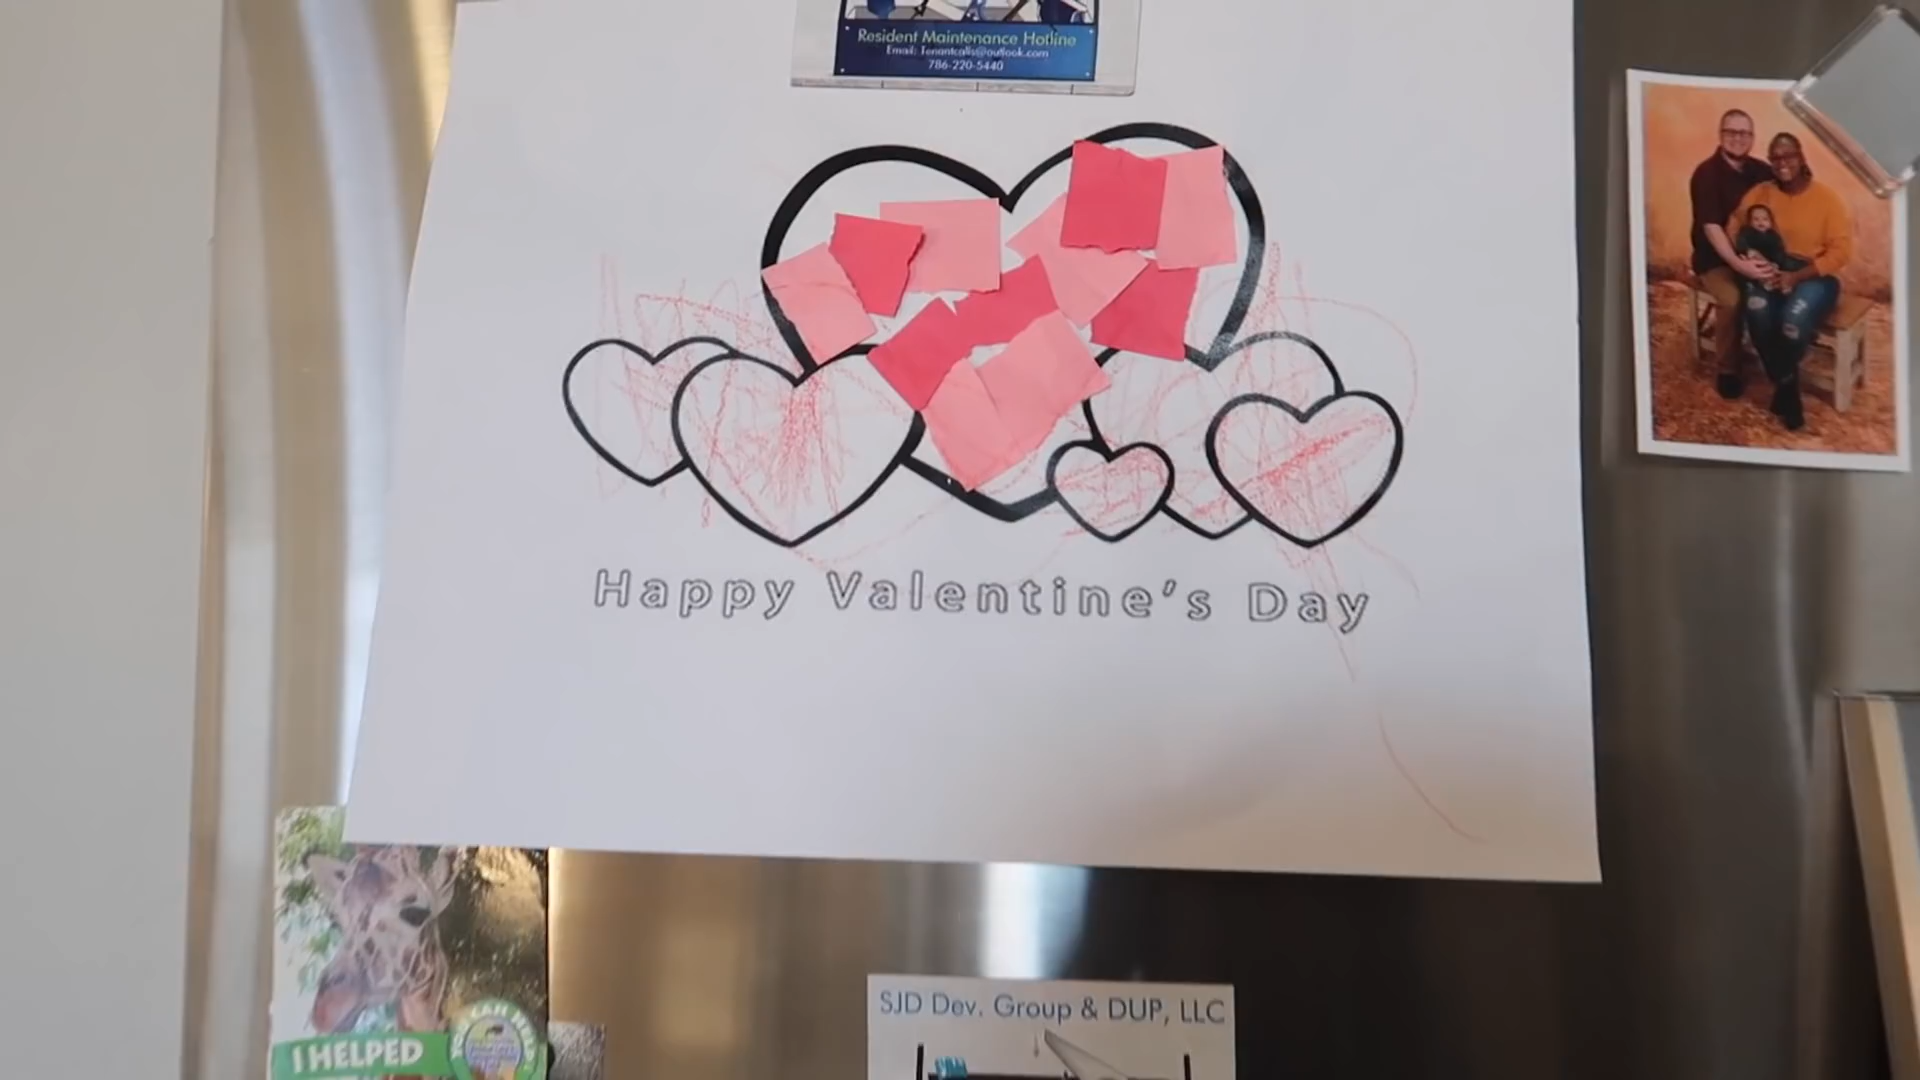 Resident Maintenance Hotline
Email: Tenantcalls@outlook.com
786-220-5440
Happy Valentine's Day
I HELPED
SJD Dev. Group & DUP, LLC